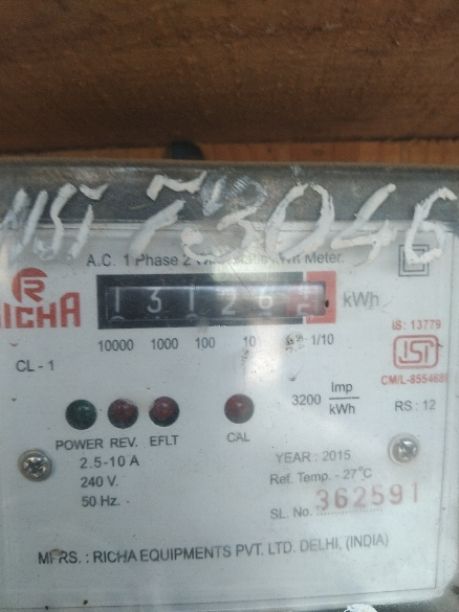 73046
A.C. 1 Phase 2 Meter.
RICHA
1 3 1 2 6
kWh
10000 1000 100 10 1/10
IS: 13779
ISI
CM/L-855468
CL - 1
3200 Imp/kWh
RS : 12
POWER REV. EFLT CAL
2.5-10 A
240 V.
50 Hz.
YEAR : 2015
Ref. Temp. - 27°C
SL. No. 362591
MFRS. : RICHA EQUIPMENTS PVT. LTD. DELHI, (INDIA)